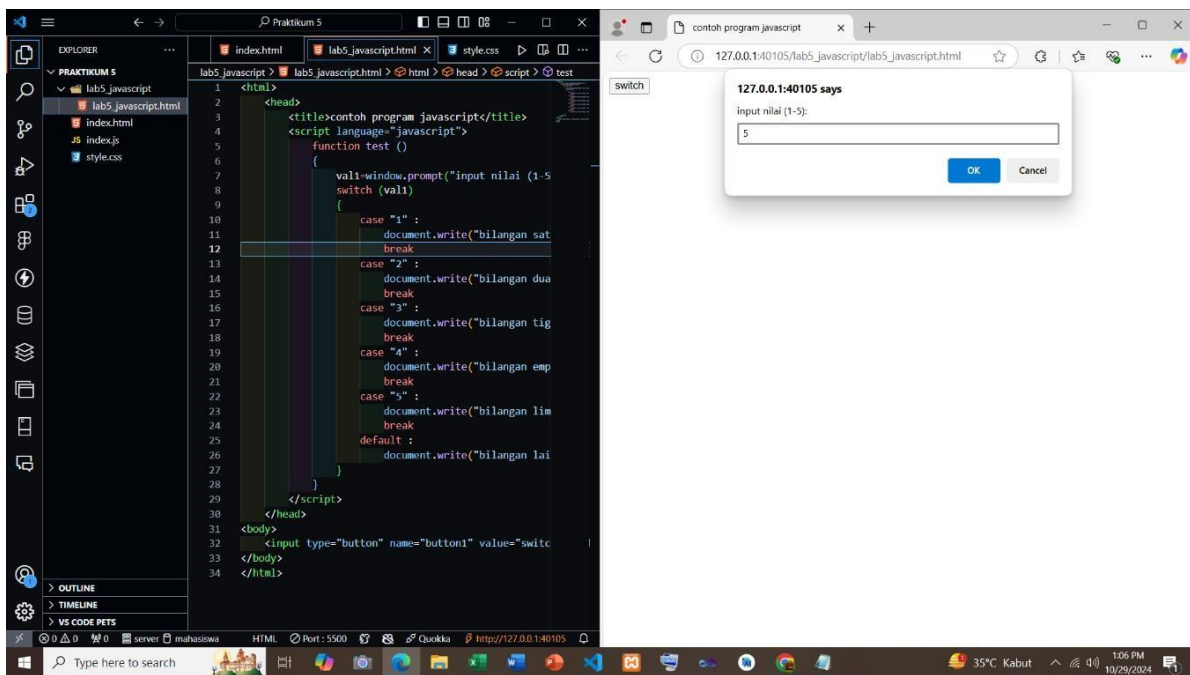 Praktikum 5
EXPLORER
PRAKTIKUM 5
lab5_javascript
lab5_javascript.html
index.html
JS index.js
style.css
OUTLINE
TIMELINE
VS CODE PETS
index.html
lab5_javascript.html
style.css
lab5_javascript > lab5_javascript.html > html > head > script > test
1 <html>
2 <head>
3 <title>contoh program javascript</title>
4 <script language="javascript">
5 function test ()
6 {
7 val1=window.prompt("input nilai (1-5
8 switch (val1)
9 {
10 case "1" :
11 document.write("bilangan sat
12 break
13 case "2" :
14 document.write("bilangan dua
15 break
16 case "3" :
17 document.write("bilangan tig
18 break
19 case "4" :
20 document.write("bilangan emp
21 break
22 case "5" :
23 document.write("bilangan lim
24 break
25 default :
26 document.write("bilangan lai
27 }
28 }
29 </script>
30 </head>
31 <body>
32 <input type="button" name="button1" value="switc
33 </body>
34 </html>
0 0 0 server mahasiswa HTML Port : 5500 Quokka http://127.0.0.1:40105
contoh program javascript
127.0.0.1:40105/lab5_javascript/lab5_javascript.html
switch
127.0.0.1:40105 says
input nilai (1-5):
5
OK Cancel
Type here to search
35°C Kabut
1:06 PM
10/29/2024